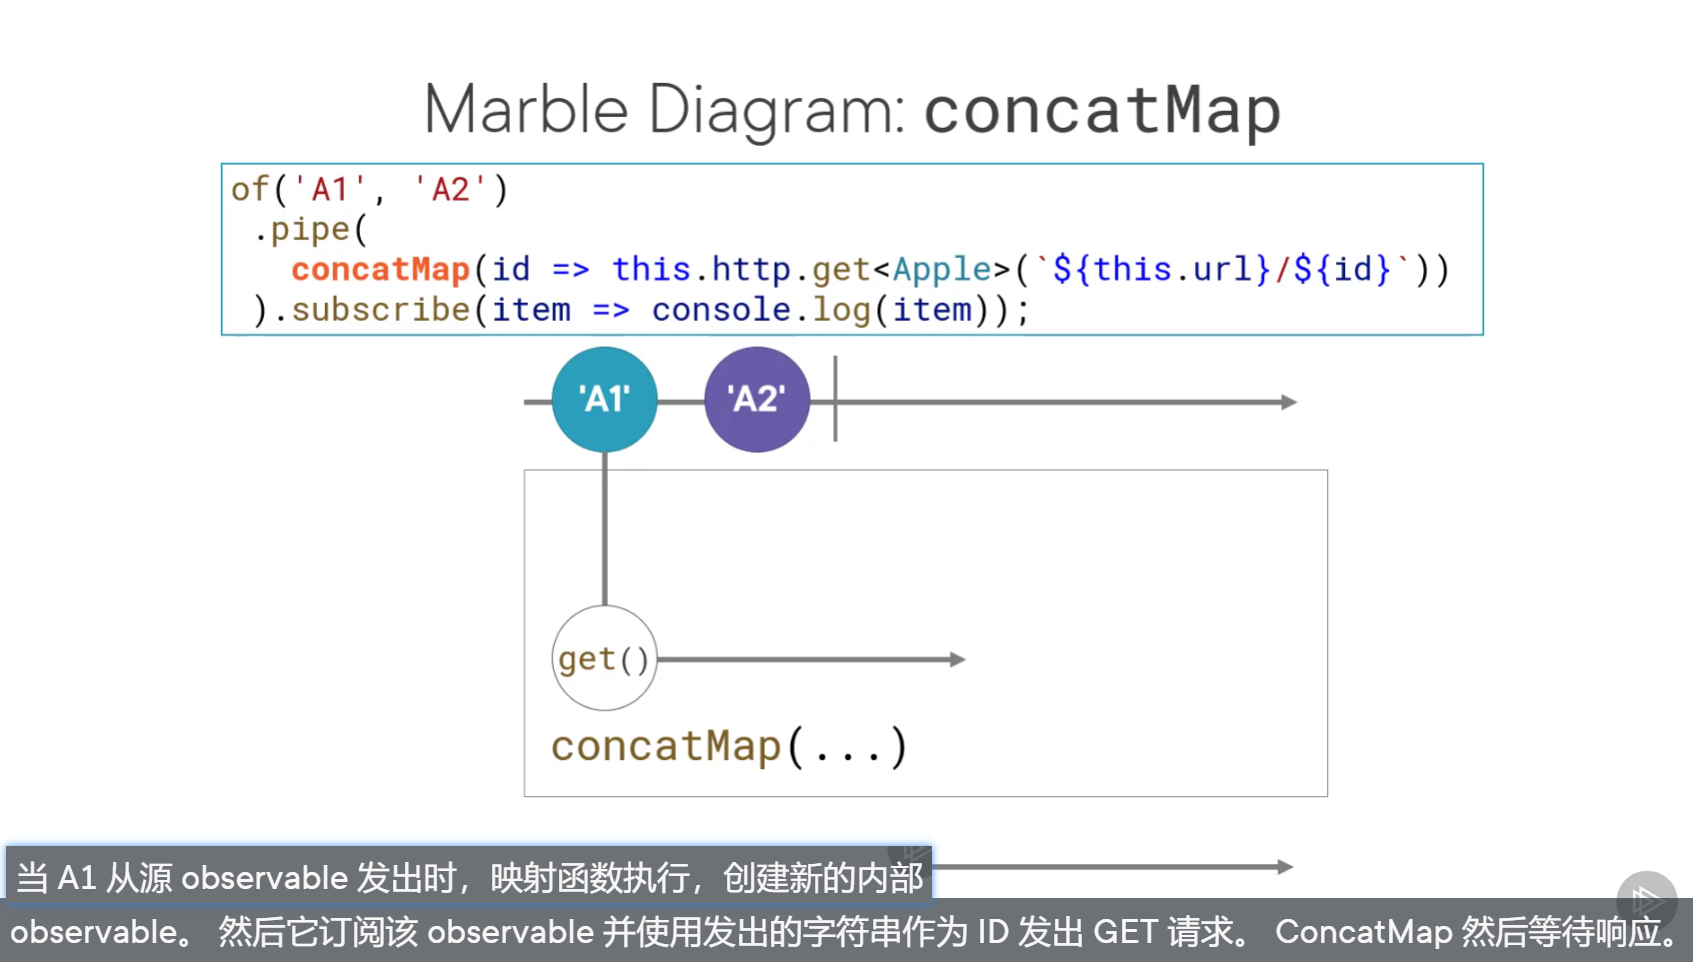 Marble Diagram: concatMap
of('A1', 'A2')
.pipe(
concatMap(id => this.http.get<Apple>(`${this.url}/${id}`))
).subscribe(item => console.log(item));
'A1' 'A2'
get()
concatMap(...)
当 A1 从源 observable 发出时，映射函数执行，创建新的内部
observable。 然后它订阅该 observable 并使用发出的字符串作为 ID 发出 GET 请求。 ConcatMap 然后等待响应。